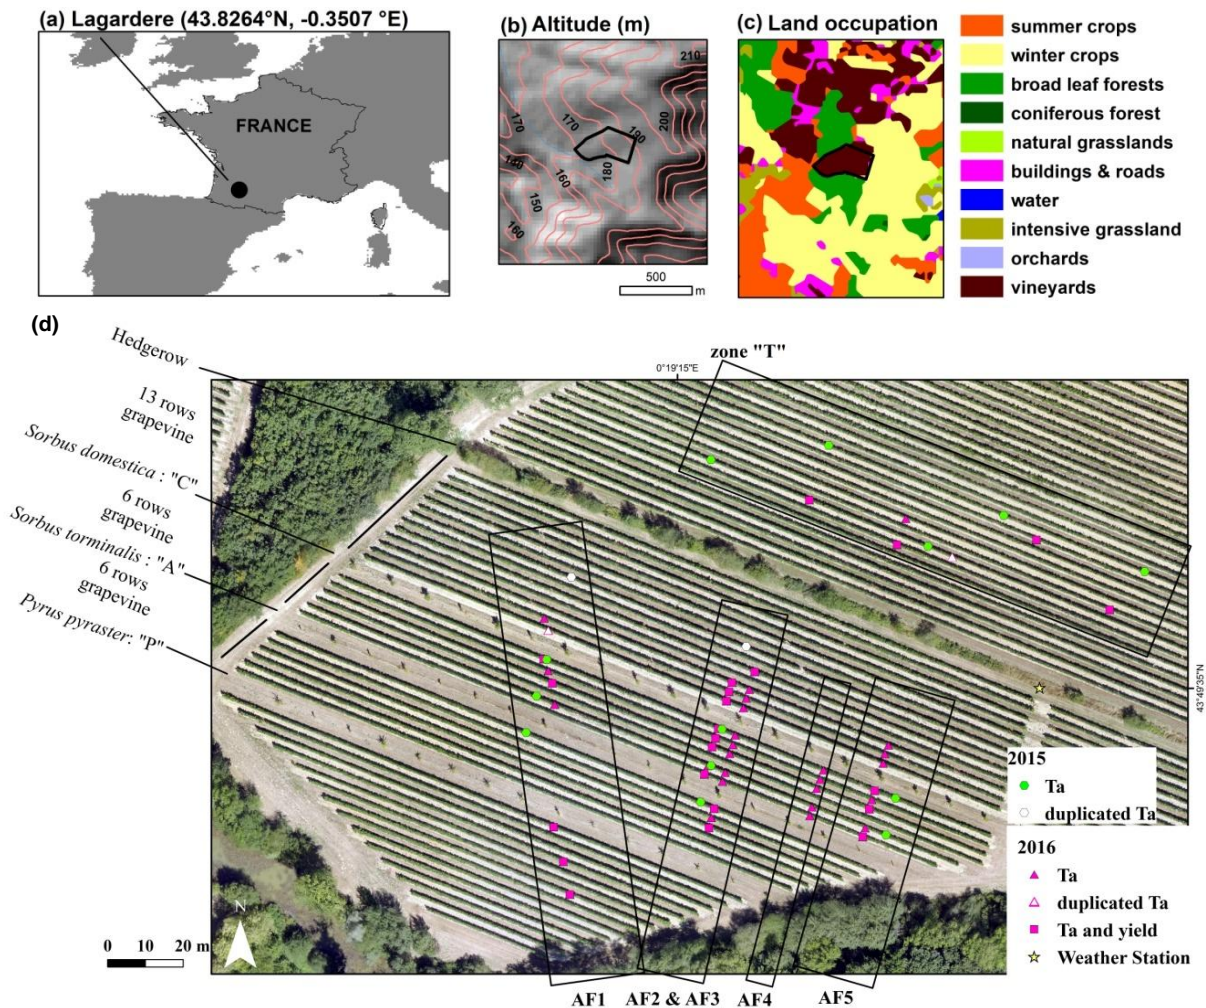 (a) Lagardere (43.8264°N, -0.3507 °E)
FRANCE
(b) Altitude (m)
210
170
170
190
200
140
160
180
150
160
500
m
(c) Land occupation
summer crops
winter crops
broad leaf forests
coniferous forest
natural grasslands
buildings & roads
water
intensive grassland
orchards
vineyards
(d)
Hedgerow
13 rows
grapevine
Sorbus domestica : "C"
6 rows
grapevine
Sorbus torminalis : "A"
6 rows
grapevine
Pyrus pyraster: "P"
zone "T"
0°19'15"E
43°49'35"N
2015
Ta
duplicated Ta
2016
Ta
duplicated Ta
Ta and yield
Weather Station
N
0 10 20 m
AF1
AF2 & AF3
AF4
AF5